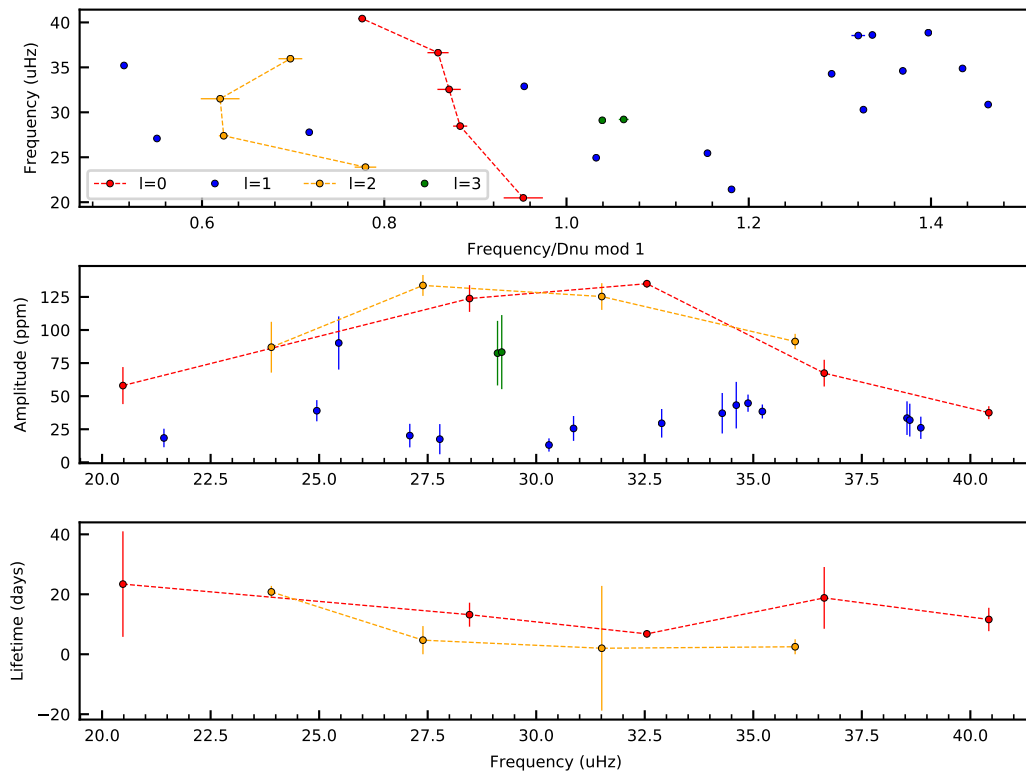 40
35
30
25
20
Frequency (uHz)
l=0 l=1 l=2 l=3
0.6 0.8 1.0 1.2 1.4
Frequency/Dnu mod 1
125
100
75
50
25
0
Amplitude (ppm)
20.0 22.5 25.0 27.5 30.0 32.5 35.0 37.5 40.0
40
20
0
−20
Lifetime (days)
20.0 22.5 25.0 27.5 30.0 32.5 35.0 37.5 40.0
Frequency (uHz)